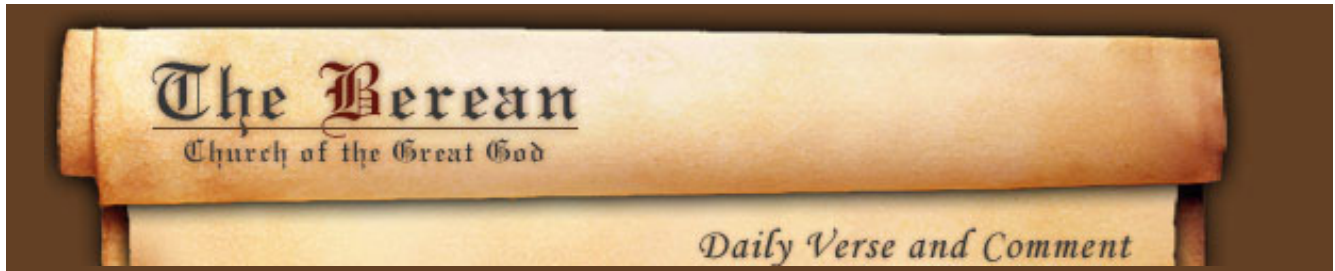 The Berean
Church of the Great God
Daily Verse and Comment